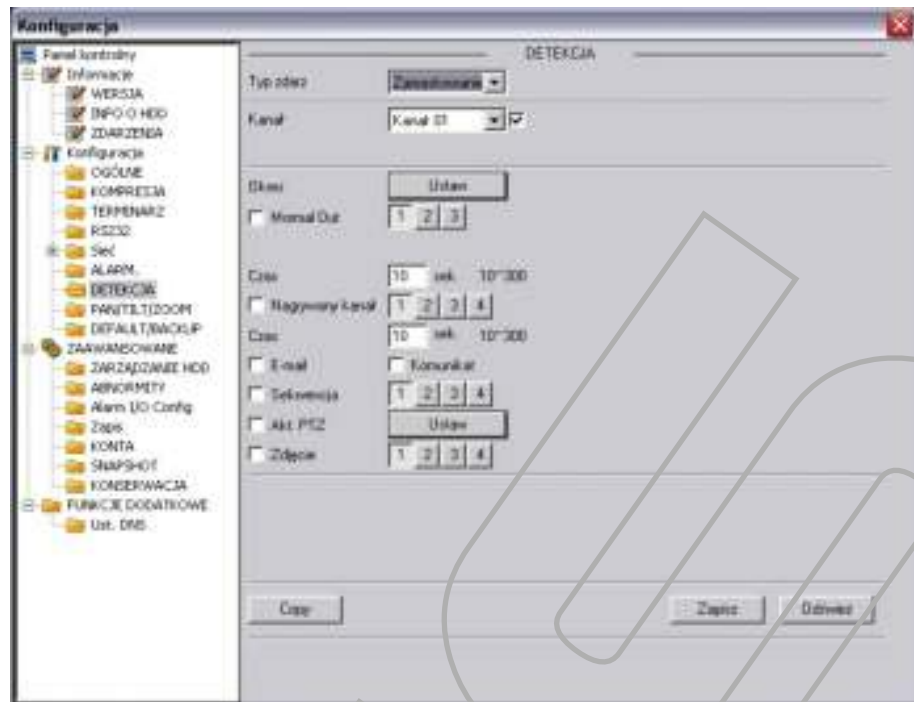 Konfiguracja
Panel kontrolny
Informacje
WERSJA
INFO O HDD
ZDARZENIA
Konfiguracja
OGÓLNE
KOMPRESJA
TERMENARZ
RS232
Sieć
ALARM.
DETEKCJA
PAN/TILT/ZOOM
DEFAULT/BACKUP
ZAAWANSOWANE
ZARZĄDZANIE HDD
ABNORMITY
Alarm I/O Config
Zapis
KONTA
SNAPSHOT
KONSERWACJA
FUNKCJE DODATKOWE
Ust. DNS
DETEKCJA
Typ zdarz
Kanał Kanał 01
Okres Ustaw
Normal Out 1 2 3
Czas 10 sek. 10~300
Nagrywany kanał 1 2 3 4
Czas 10 sek. 10~300
E-mail Komunikat
Sekwencja 1 2 3 4
Akt. PTZ Ustaw
Zdjęcie 1 2 3 4
Copy Zapisz Odśwież